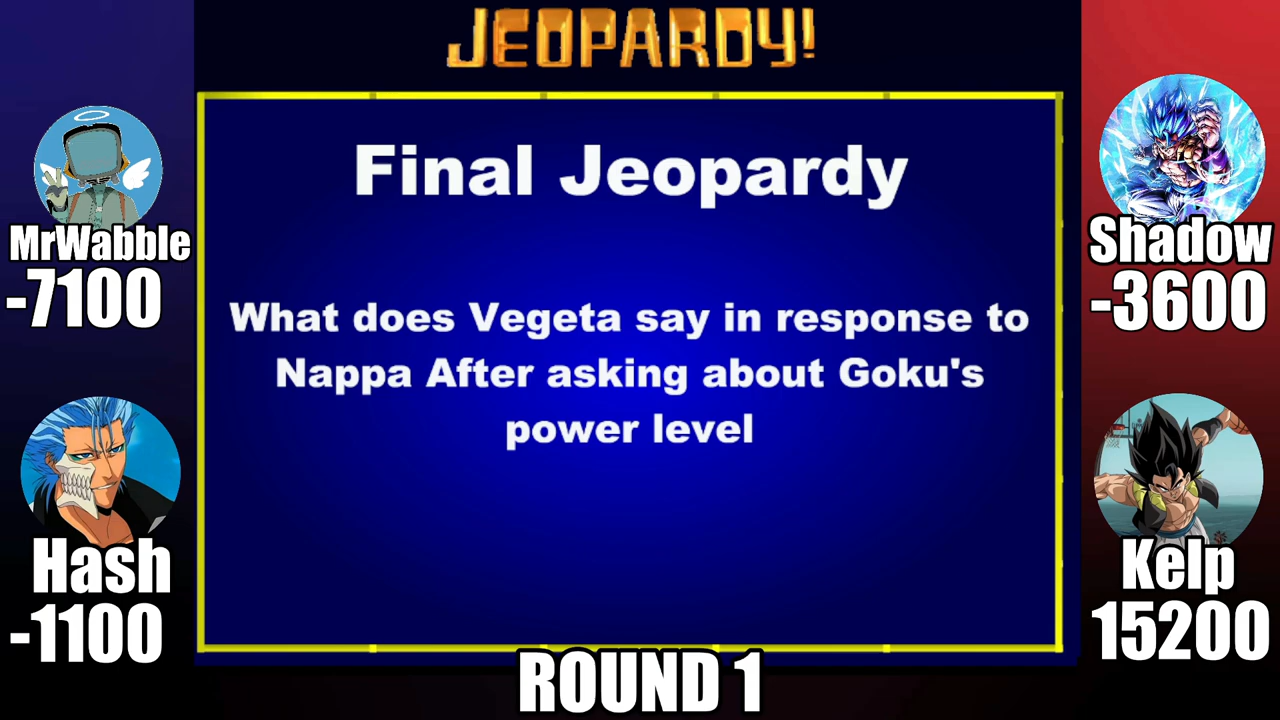 JEOPARDY!
Final Jeopardy
What does Vegeta say in response to
Nappa After asking about Goku's
power level
MrWabble
-7100
Hash
-1100
Shadow
-3600
Kelp
15200
ROUND 1